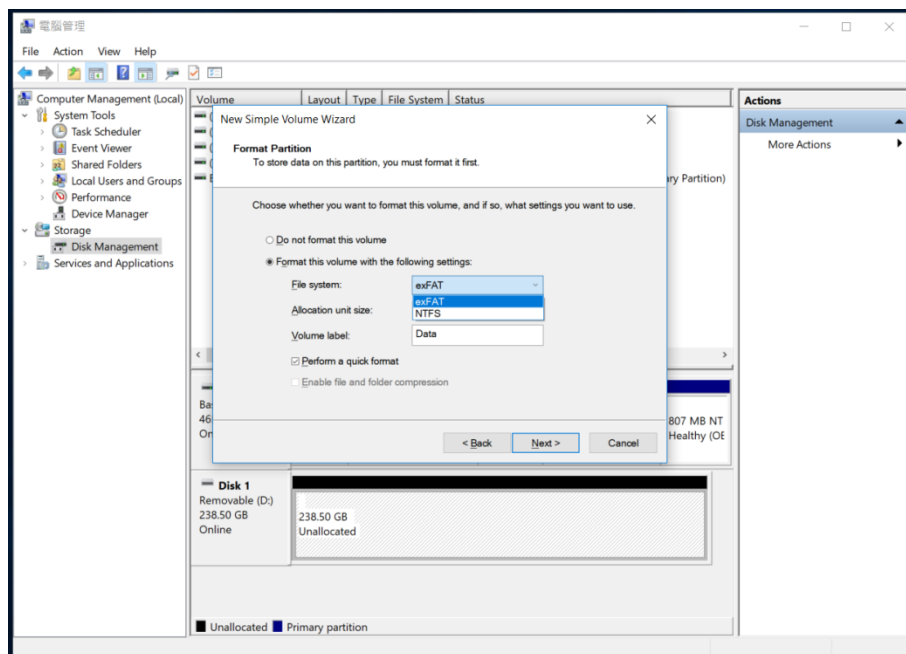 電腦管理
File Action View Help
Computer Management (Local)
System Tools
Task Scheduler
Event Viewer
Shared Folders
Local Users and Groups
Performance
Device Manager
Storage
Disk Management
Services and Applications
Volume Layout Type File System Status
ry Partition)
New Simple Volume Wizard
Format Partition
To store data on this partition, you must format it first.
Choose whether you want to format this volume, and if so, what settings you want to use.
Do not format this volume
Format this volume with the following settings:
File system: exFAT
exFAT
NTFS
Allocation unit size:
Volume label: Data
Perform a quick format
Enable file and folder compression
< Back Next > Cancel
Ba
46
On
807 MB NT
Healthy (OE
Disk 1
Removable (D:)
238.50 GB
Online
238.50 GB
Unallocated
Unallocated Primary partition
Actions
Disk Management
More Actions